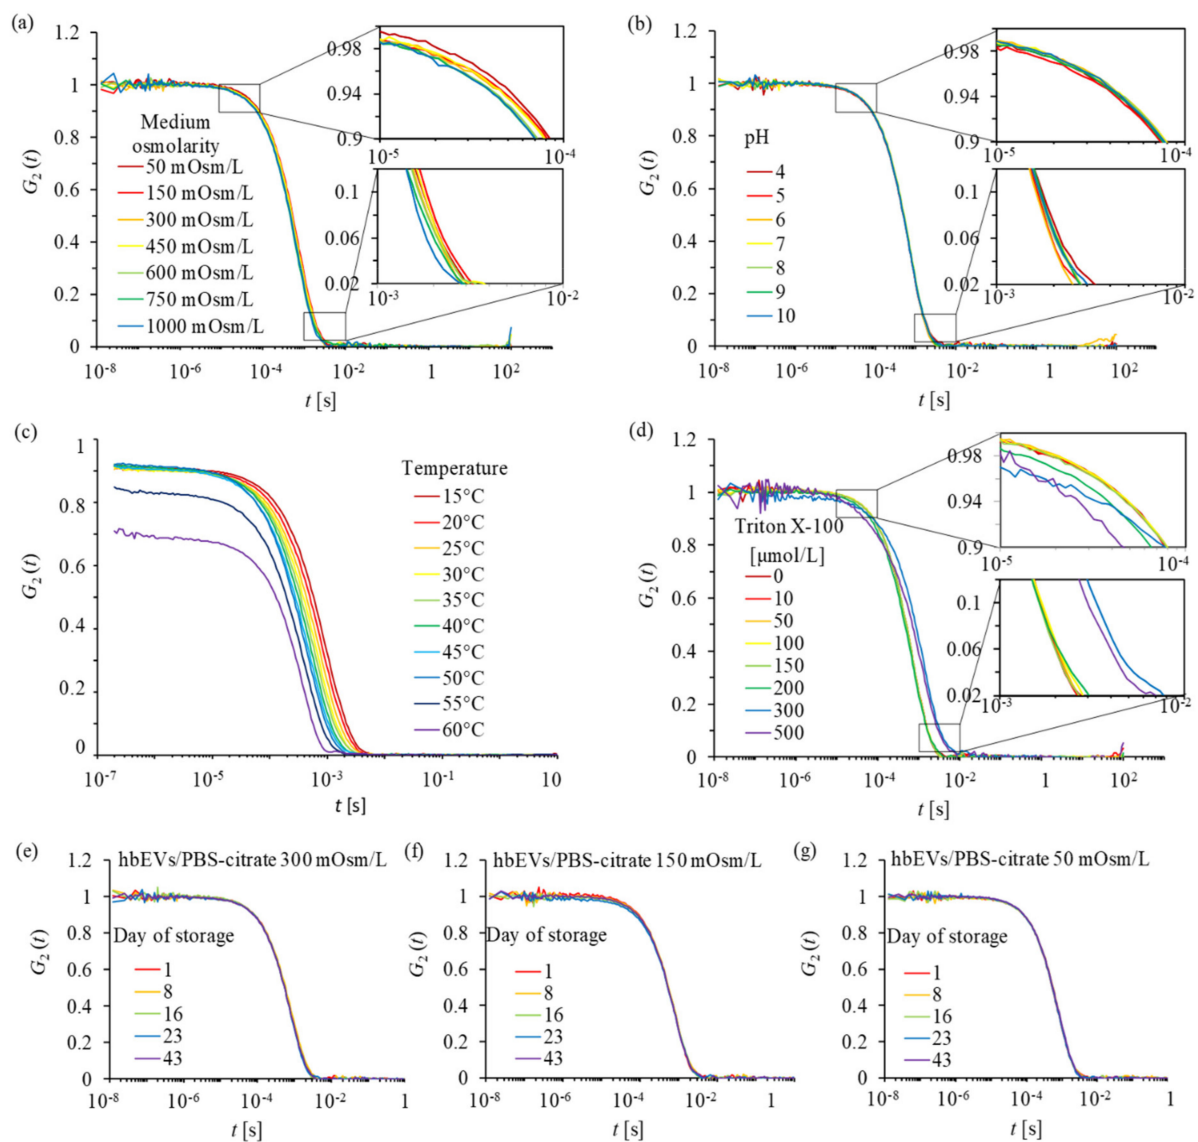 (a)
1.2
1
0.8
0.6
0.4
0.2
0
G2 (t)
Medium
osmolarity
50 mOsm/L
150 mOsm/L
300 mOsm/L
450 mOsm/L
600 mOsm/L
750 mOsm/L
1000 mOsm/L
0.98
0.94
0.9
10-5
10-4
0.1
0.06
0.02
10-3
10-2
10-8
10-6
10-4
10-2
1
102
t [s]
(b)
1.2
1
0.8
0.6
0.4
0.2
0
G2 (t)
pH
4
5
6
7
8
9
10
0.98
0.94
0.9
10-5
10-4
0.1
0.06
0.02
10-3
10-2
10-8
10-6
10-4
10-2
1
102
t [s]
(c)
1
0.8
0.6
0.4
0.2
0
G2 (t)
Temperature
15°C
20°C
25°C
30°C
35°C
40°C
45°C
50°C
55°C
60°C
10-7
10-5
10-3
10-1
10
t [s]
(d)
1.2
1
0.8
0.6
0.4
0.2
0
G2 (t)
Triton X-100
[μmol/L]
0
10
50
100
150
200
300
500
0.98
0.94
0.9
10-5
10-4
0.1
0.06
0.02
10-3
10-2
10-8
10-6
10-4
10-2
1
102
t [s]
(e)
hbEVs/PBS-citrate 300 mOsm/L
1.2
1
0.8
0.6
0.4
0.2
0
G2 (t)
Day of storage
1
8
16
23
43
10-8
10-6
10-4
10-2
1
t [s]
(f)
hbEVs/PBS-citrate 150 mOsm/L
1.2
1
0.8
0.6
0.4
0.2
0
G2 (t)
Day of storage
1
8
16
23
43
10-8
10-6
10-4
10-2
1
t [s]
(g)
hbEVs/PBS-citrate 50 mOsm/L
1.2
1
0.8
0.6
0.4
0.2
0
G2 (t)
Day of storage
1
8
16
23
43
10-8
10-6
10-4
10-2
1
t [s]